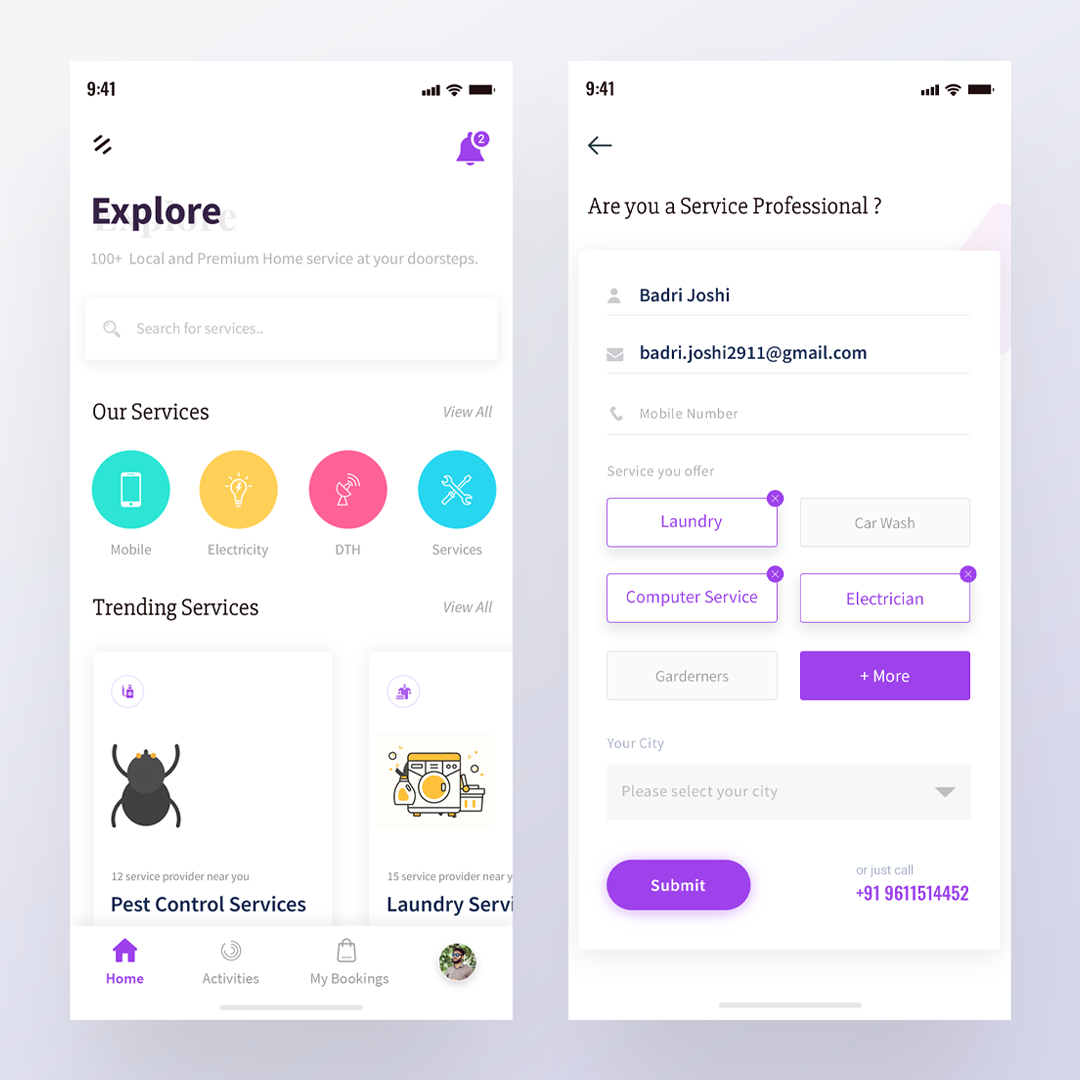 9:41
2
Explore
Explore
100+ Local and Premium Home service at your doorsteps.
Search for services..
Our Services
View All
Mobile
Electricity
DTH
Services
Trending Services
View All
12 service provider near you
Pest Control Services
15 service provider near y
Laundry Servi
Home
Activities
My Bookings
9:41
Are you a Service Professional ?
Badri Joshi
badri.joshi2911@gmail.com
Mobile Number
Service you offer
Laundry
Car Wash
Computer Service
Electrician
Garderners
+ More
Your City
Please select your city
Submit
or just call
+91 9611514452